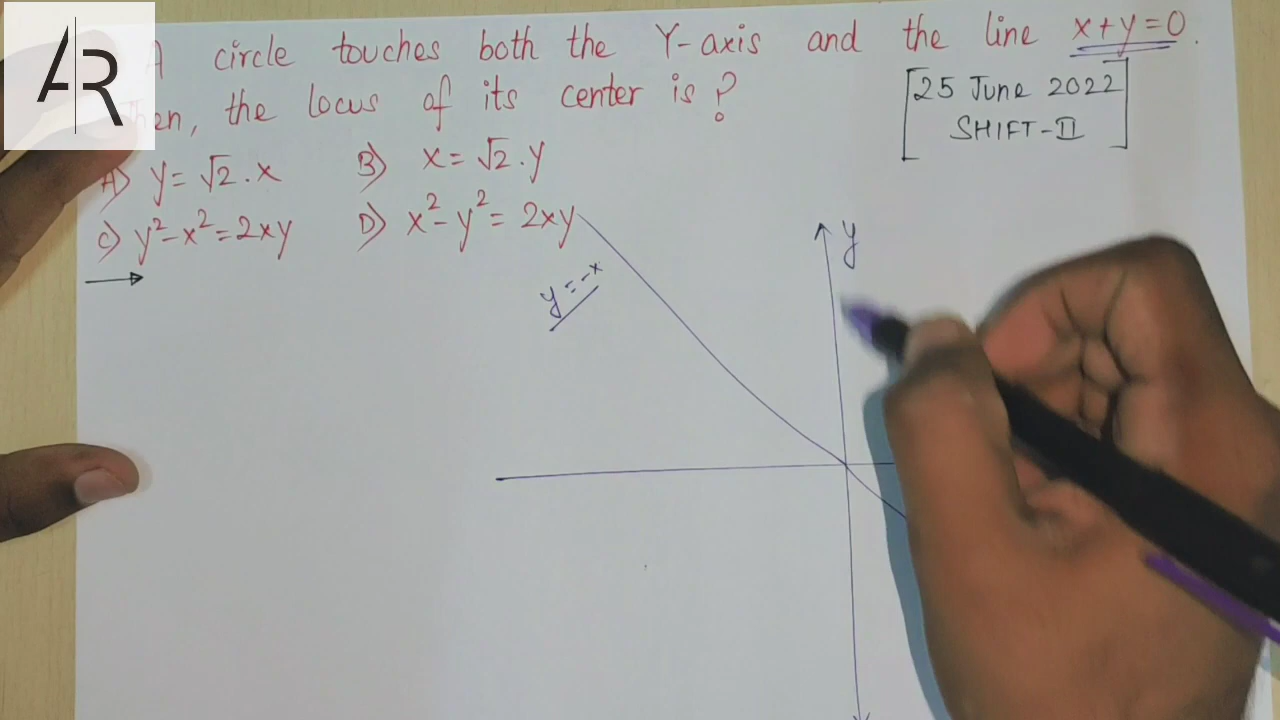 AR
A circle touches both the Y-axis and the line x+y=0.
hen, the locus of its center is ?
[25 June 2022
SHIFT-II]
A) y = √2 . x B) x = √2 . y
C) y²-x²=2xy D) x²-y²= 2xy
y = -x
y